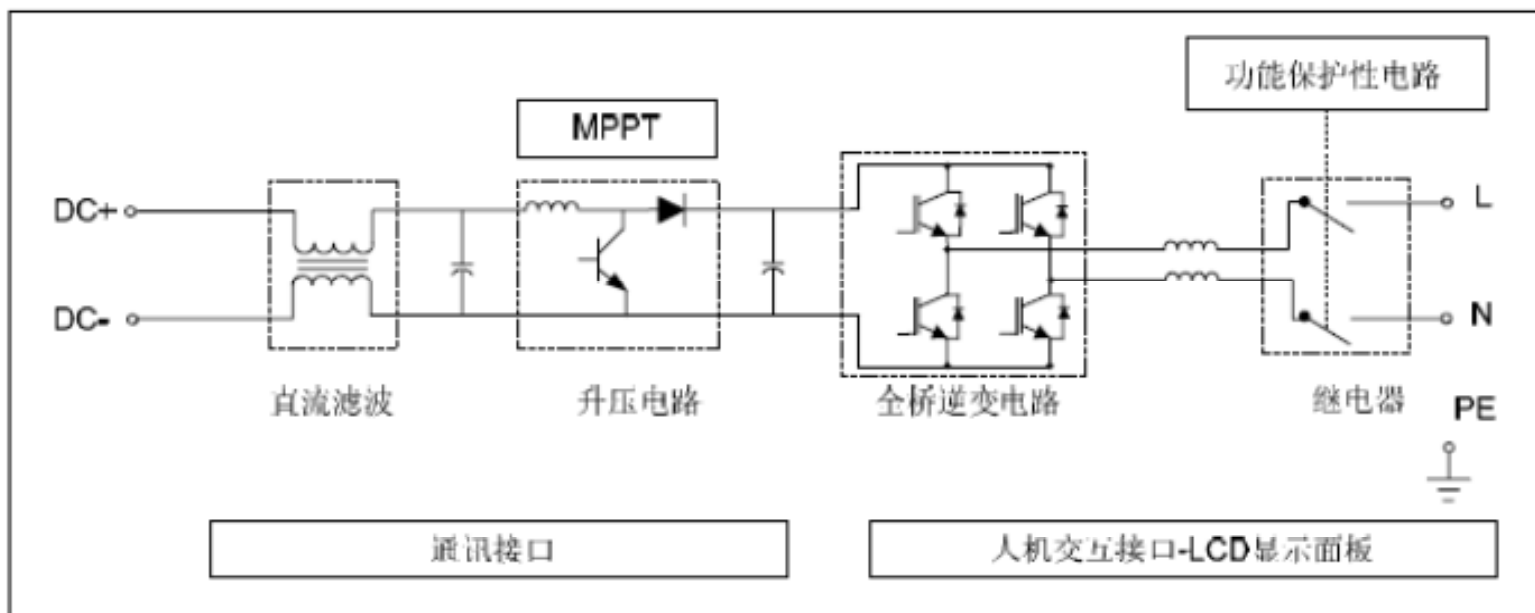 功能保护性电路
MPPT
DC+
L
DC-
N
直流滤波
升压电路
全桥逆变电路
继电器
PE
通讯接口
人机交互接口-LCD显示面板